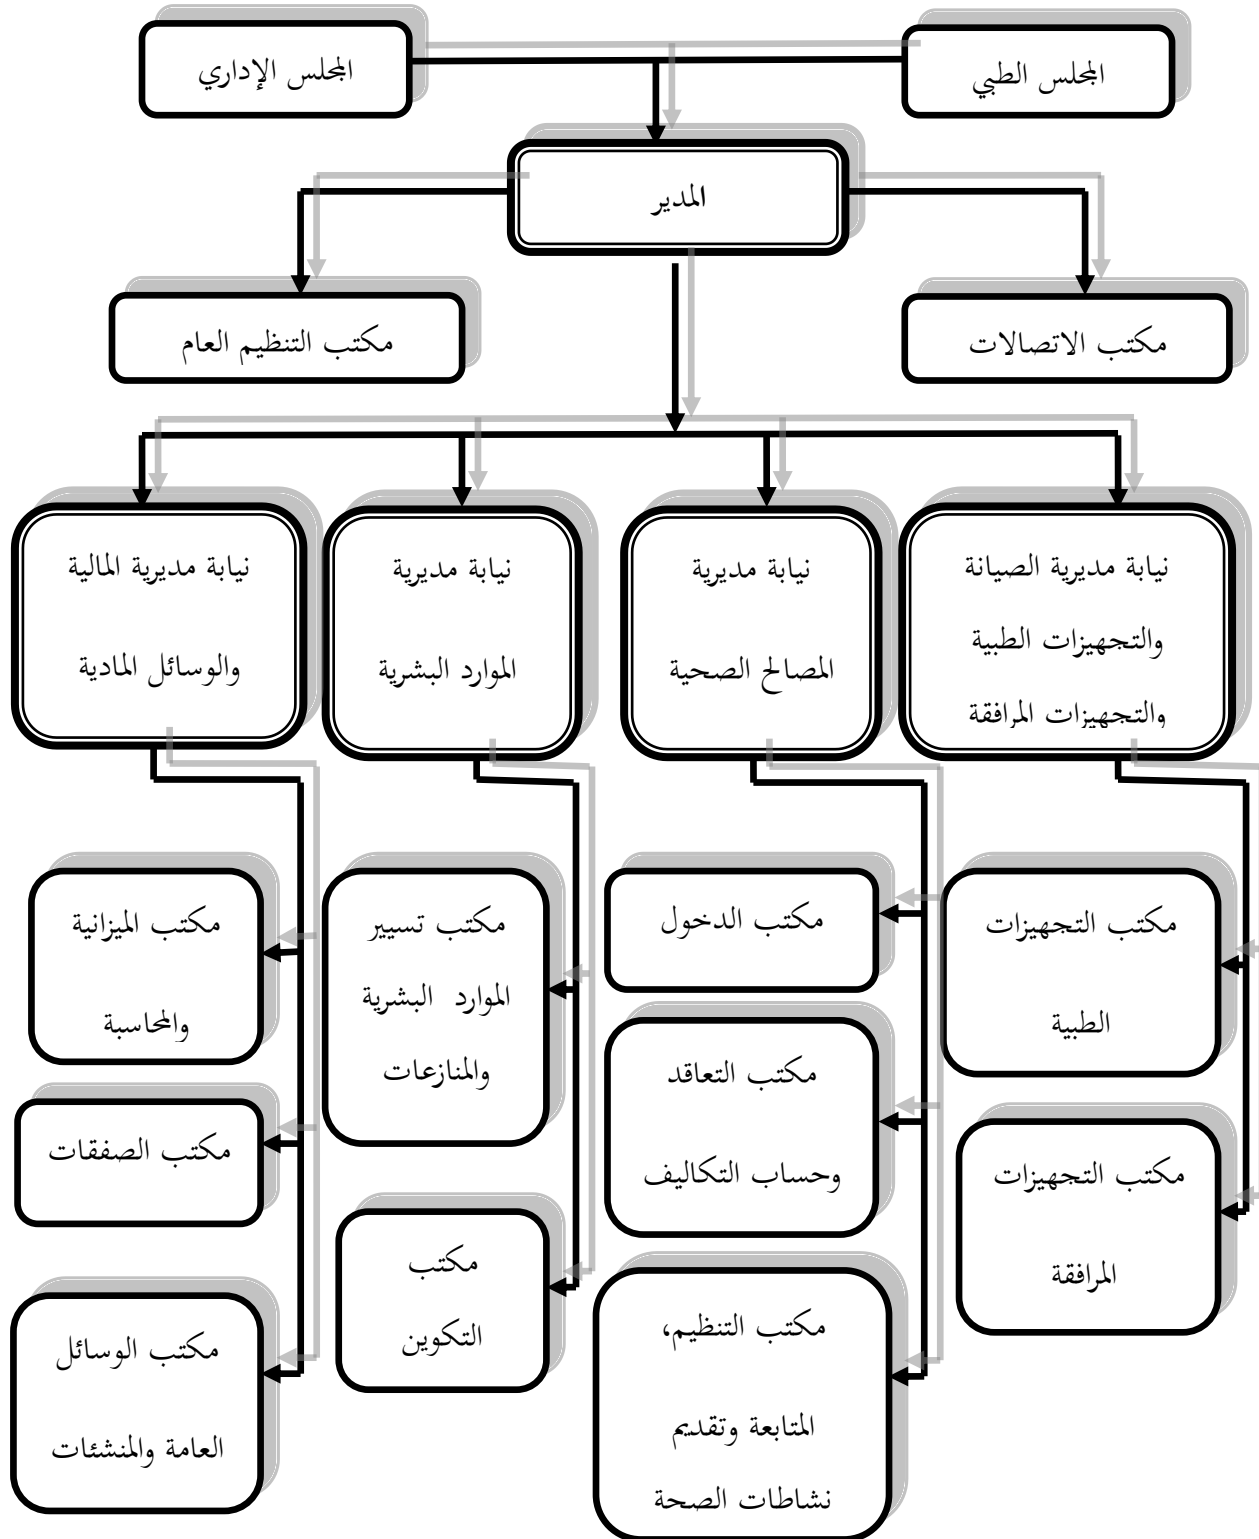 المجلس الطبي
المجلس الإداري
المدير
مكتب الاتصالات
مكتب التنظيم العام
نيابة مديرية الصيانة
والتجهيزات الطبية
والتجهيزات المرافقة
نيابة مديرية
المصالح الصحية
نيابة مديرية
الموارد البشرية
نيابة مديرية المالية
والوسائل المادية
مكتب التجهيزات
الطبية
مكتب التجهيزات
المرافقة
مكتب الدخول
مكتب التعاقد
وحساب التكاليف
مكتب التنظيم،
المتابعة وتقديم
نشاطات الصحة
مكتب تسيير
الموارد البشرية
والمنازعات
مكتب
التكوين
مكتب الميزانية
والمحاسبة
مكتب الصفقات
مكتب الوسائل
العامة والمنشئات